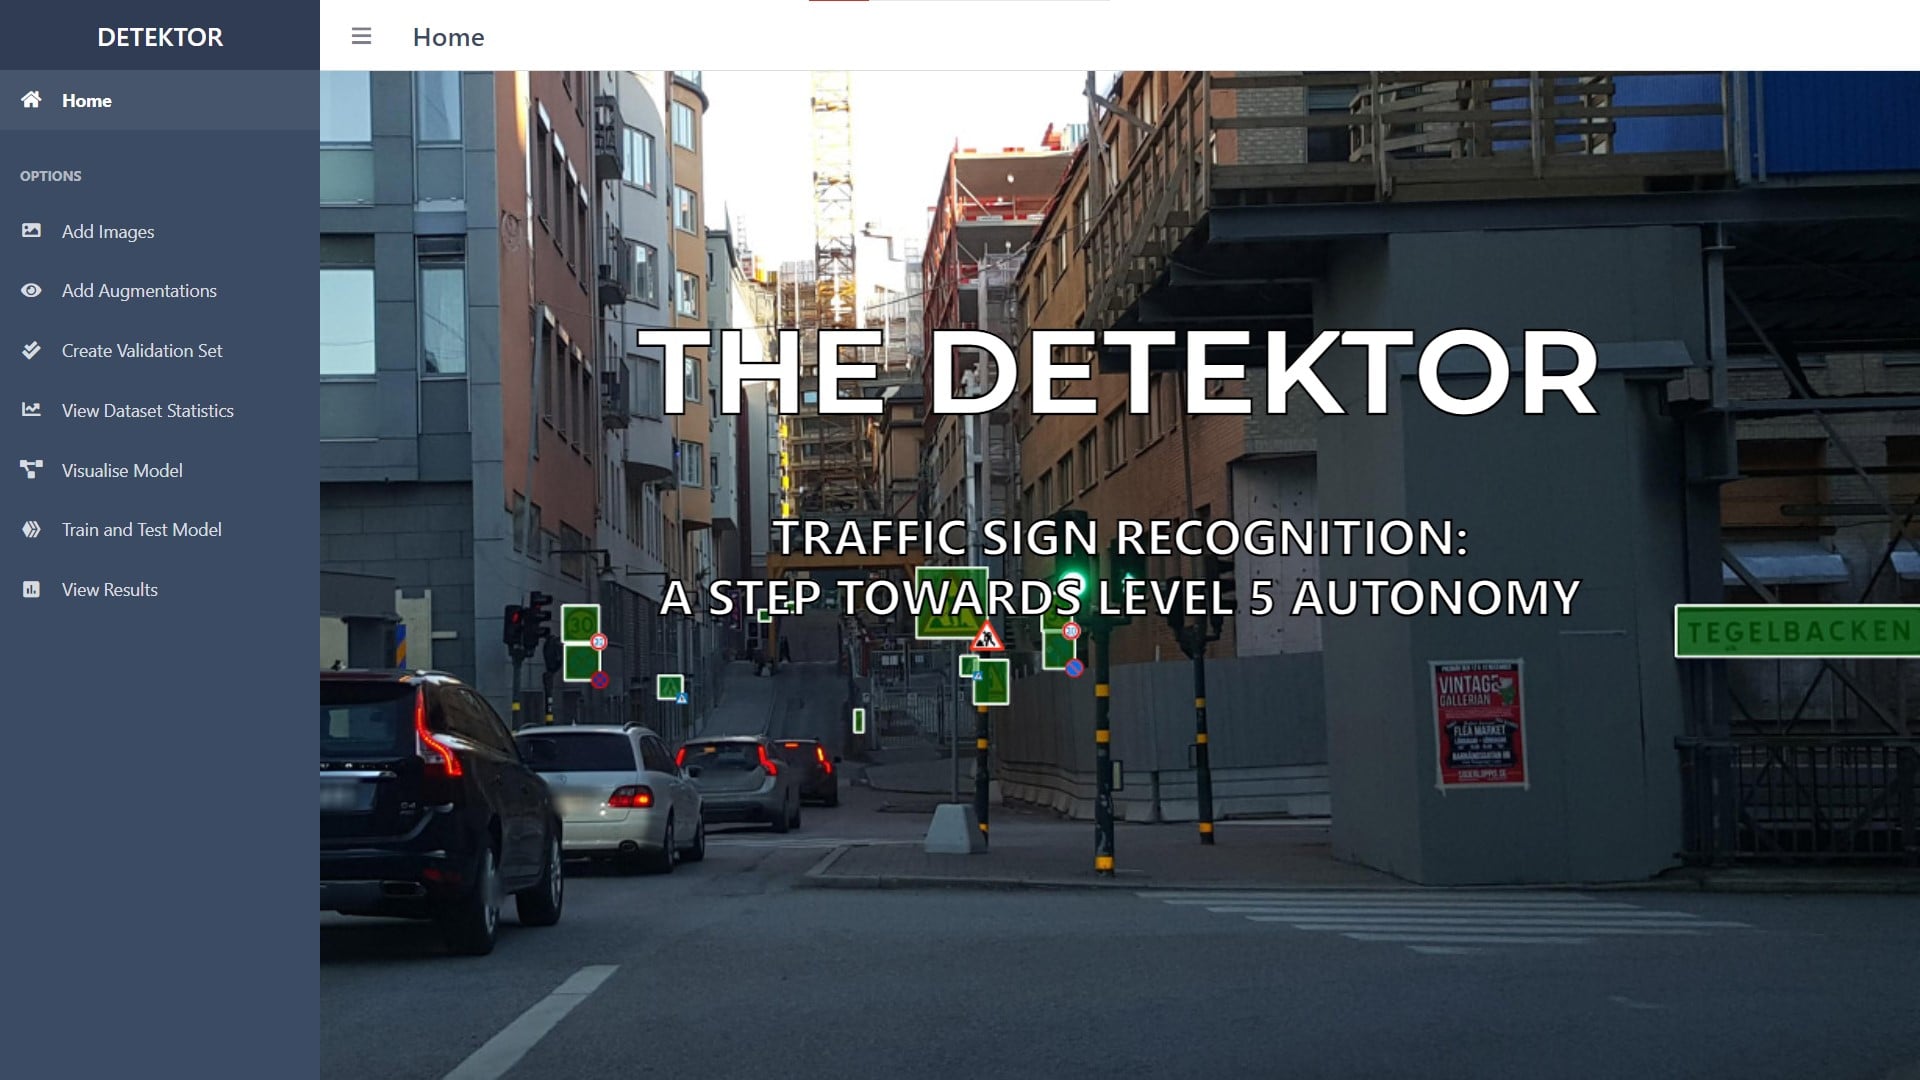 DETEKTOR
Home
Home
OPTIONS
Add Images
Add Augmentations
Create Validation Set
View Dataset Statistics
Visualise Model
Train and Test Model
View Results
THE DETEKTOR
TRAFFIC SIGN RECOGNITION:
A STEP TOWARDS LEVEL 5 AUTONOMY
30
TEGELBACKEN
VINTAGE
GALLERIAN
FLEA MARKET